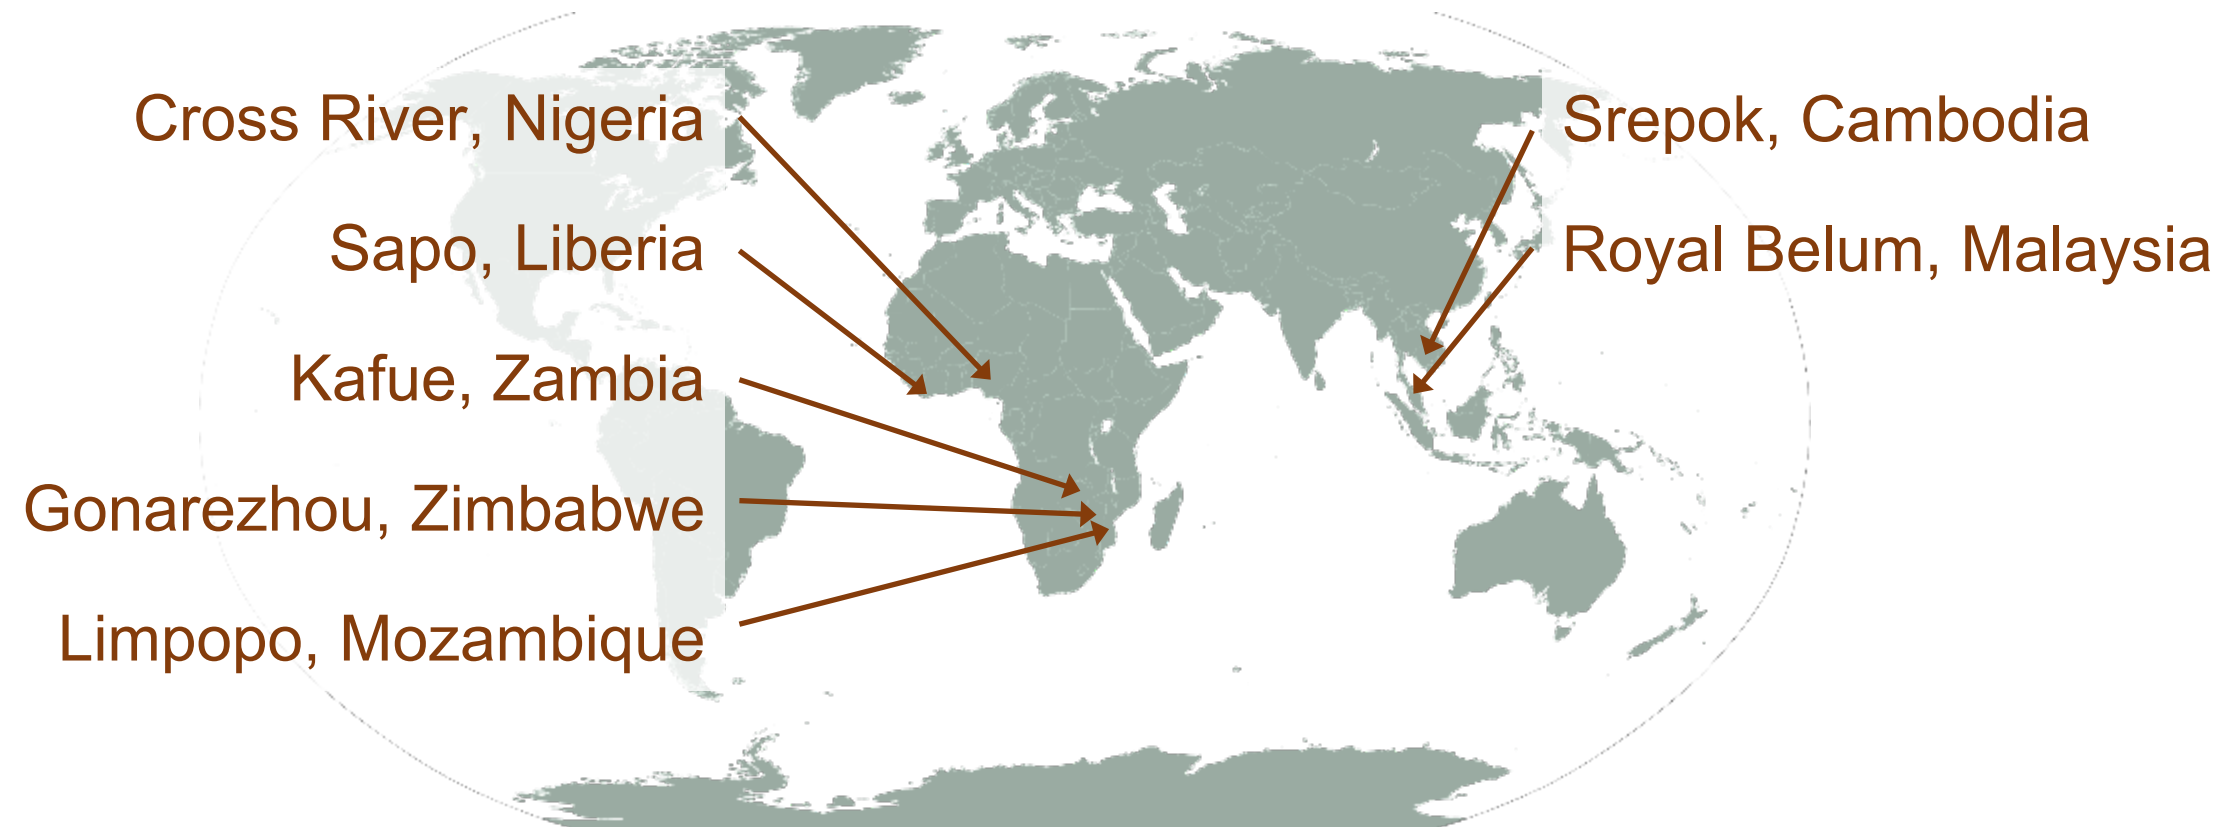 Cross River, Nigeria
Sapo, Liberia
Kafue, Zambia
Gonarezhou, Zimbabwe
Limpopo, Mozambique
Srepok, Cambodia
Royal Belum, Malaysia